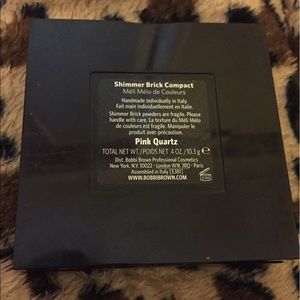 Shimmer Brick Compact
Méli Mélo de Couleurs
Handmade individually in Italy.
Fait main individuellement en Italie.
Shimmer Brick powders are fragile. Please
handle with care. La texture du Méli Mélo
de couleurs est fragile. Manipuler le
produit avec précaution.
Pink Quartz
TOTAL NET WT./POIDS NET .4 OZ./10.3 g
Dist. Bobbi Brown Professional Cosmetics
New York, N.Y. 10022 - London W1K 3BQ - Paris
Assembled in Italy
WWW.BOBBIBROWN.COM